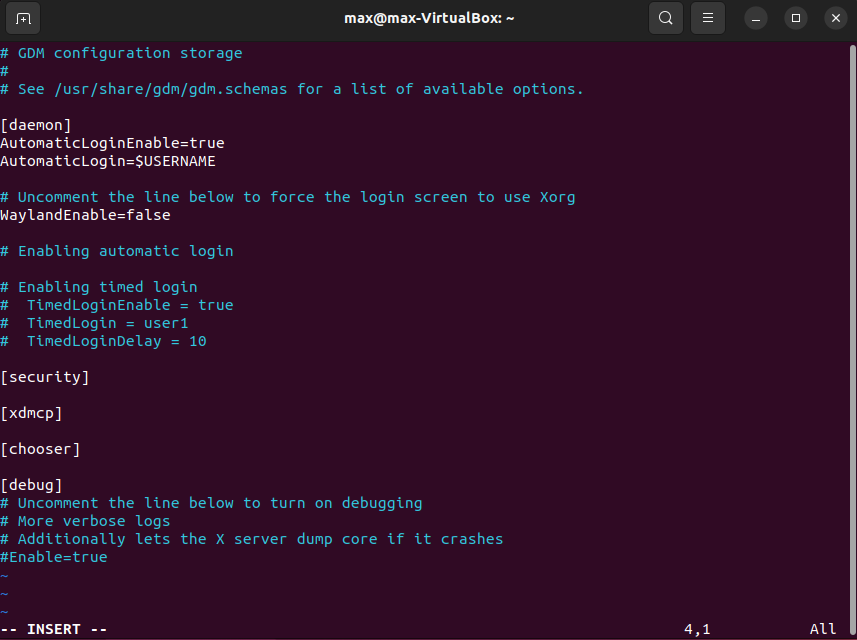 max@max-VirtualBox: ~
# GDM configuration storage
#
# See /usr/share/gdm/gdm.schemas for a list of available options.
[daemon]
AutomaticLoginEnable=true
AutomaticLogin=$USERNAME
# Uncomment the line below to force the login screen to use Xorg
WaylandEnable=false
# Enabling automatic login
# Enabling timed login
#  TimedLoginEnable = true
#  TimedLogin = user1
#  TimedLoginDelay = 10
[security]
[xdmcp]
[chooser]
[debug]
# Uncomment the line below to turn on debugging
# More verbose logs
# Additionally lets the X server dump core if it crashes
#Enable=true
~
~
~
-- INSERT -- 4,1 All